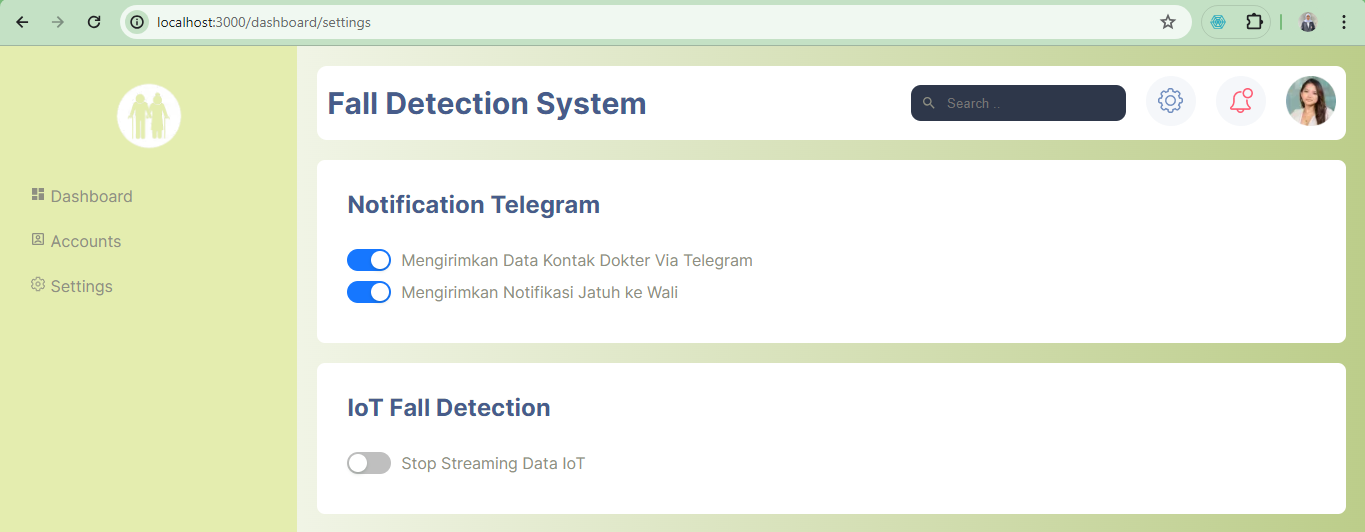 localhost:3000/dashboard/settings
Fall Detection System
Search ..
Dashboard
Accounts
Settings
Notification Telegram
Mengirimkan Data Kontak Dokter Via Telegram
Mengirimkan Notifikasi Jatuh ke Wali
IoT Fall Detection
Stop Streaming Data IoT